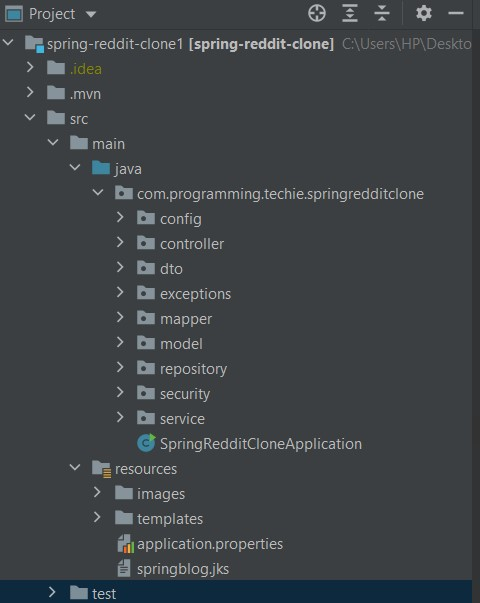 Project
spring-reddit-clone1 [spring-reddit-clone] C:\Users\HP\Deskto
.idea
.mvn
src
main
java
com.programming.techie.springredditclone
config
controller
dto
exceptions
mapper
model
repository
security
service
SpringRedditCloneApplication
resources
images
templates
application.properties
springblog.jks
test